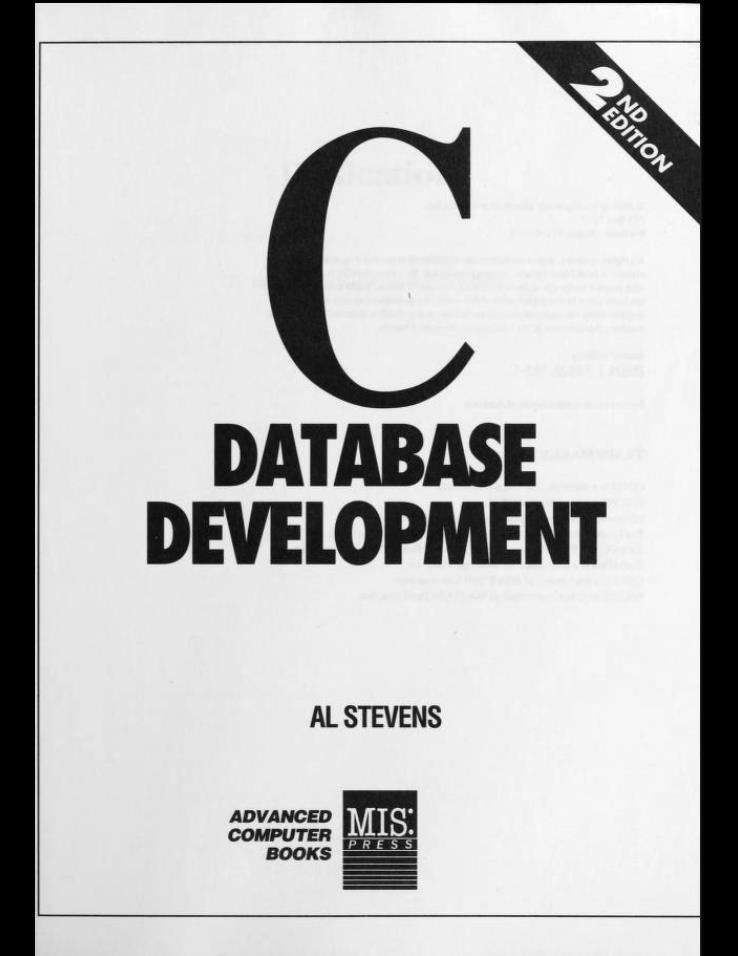 2ND
EDITION
C
DATABASE
DEVELOPMENT
AL STEVENS
ADVANCED
COMPUTER
BOOKS
MIS:
PRESS